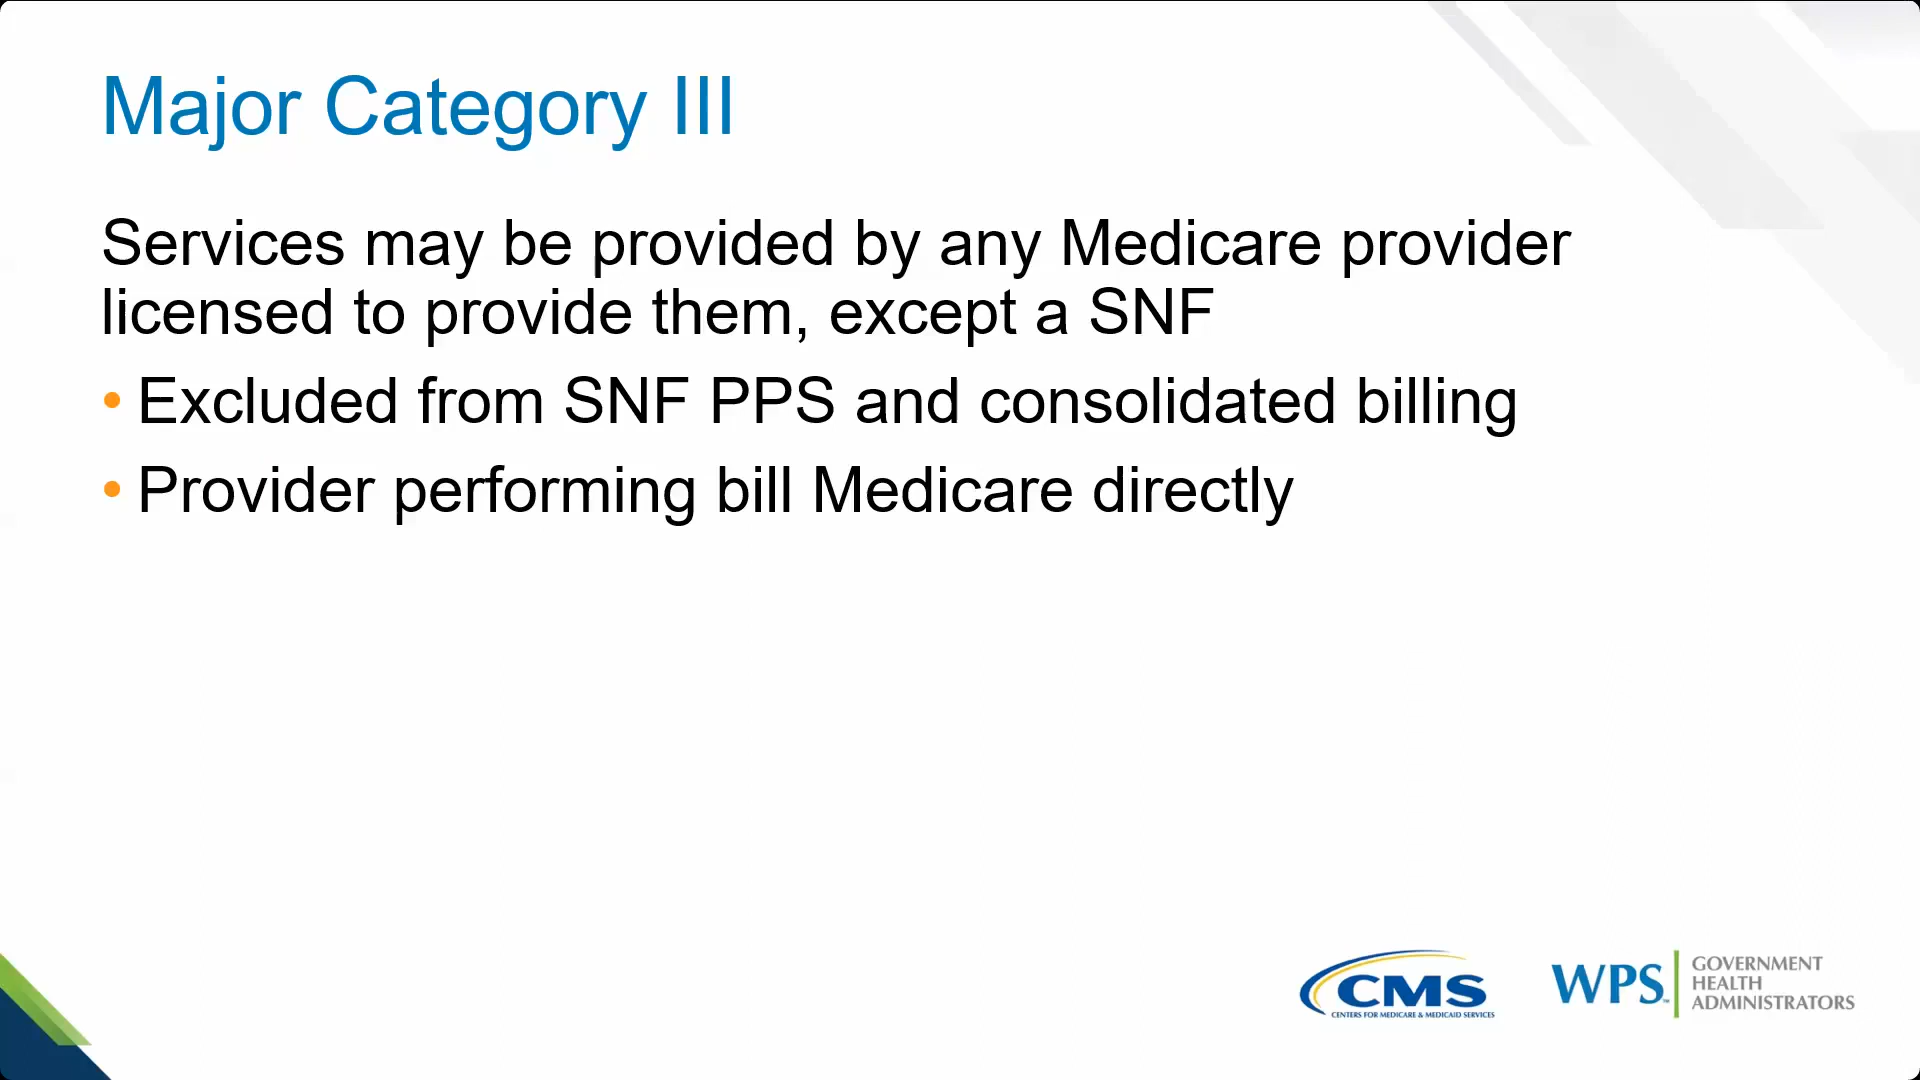 Major Category III
Services may be provided by any Medicare provider
licensed to provide them, except a SNF
• Excluded from SNF PPS and consolidated billing
• Provider performing bill Medicare directly
CMS
CENTERS FOR MEDICARE & MEDICAID SERVICES
WPS
GOVERNMENT
HEALTH
ADMINISTRATORS